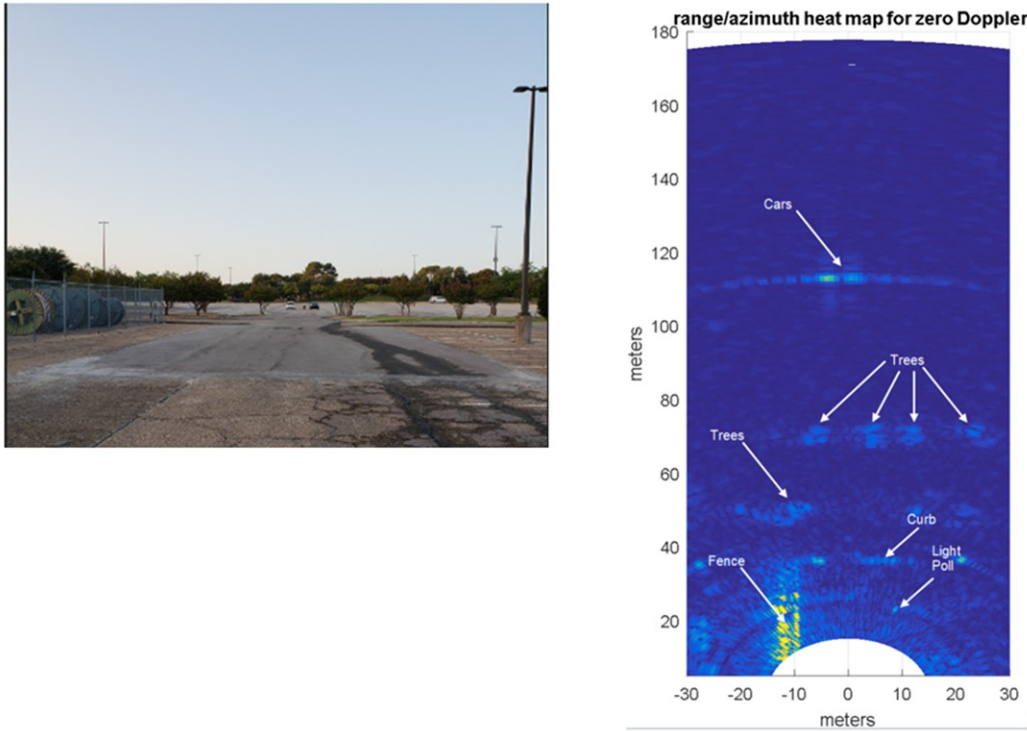 range/azimuth heat map for zero Doppler
180
160
140
120
100
80
60
40
20
meters
Cars
Trees
Trees
Curb
Light
Poll
Fence
-30 -20 -10 0 10 20 30
meters